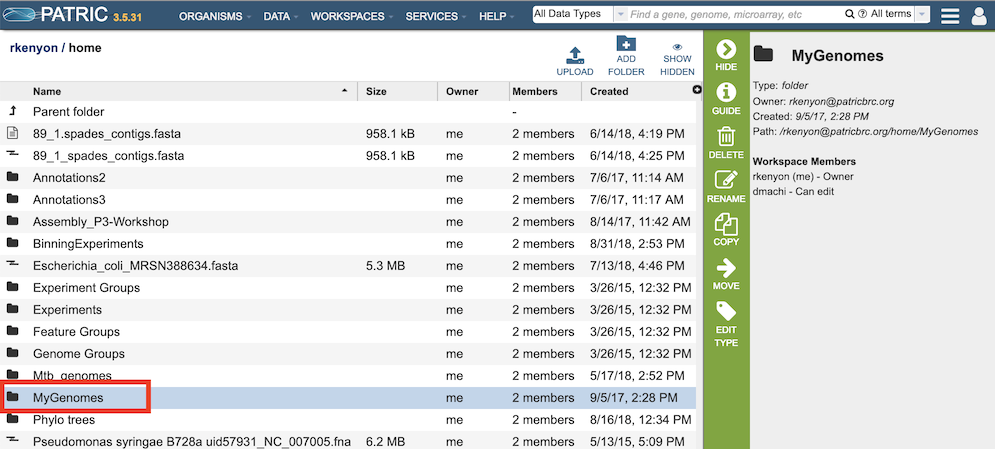 PATRIC 3.5.31 ORGANISMS DATA WORKSPACES SERVICES HELP All Data Types Find a gene, genome, microarray, etc All terms
rkenyon / home
UPLOAD ADD FOLDER SHOW HIDDEN
Name Size Owner Members Created
Parent folder -
89_1.spades_contigs.fasta 958.1 kB me 2 members 6/14/18, 4:19 PM
89_1_spades_contigs.fasta 958.1 kB me 2 members 6/14/18, 4:25 PM
Annotations2 me 2 members 7/6/17, 11:14 AM
Annotations3 me 2 members 7/6/17, 11:17 AM
Assembly_P3-Workshop me 2 members 8/14/17, 11:42 AM
BinningExperiments me 2 members 8/31/18, 2:53 PM
Escherichia_coli_MRSN388634.fasta 5.3 MB me 2 members 7/13/18, 4:46 PM
Experiment Groups me 2 members 3/26/15, 12:32 PM
Experiments me 2 members 3/26/15, 12:32 PM
Feature Groups me 2 members 3/26/15, 12:32 PM
Genome Groups me 2 members 3/26/15, 12:32 PM
Mtb_genomes me 2 members 5/17/18, 2:52 PM
MyGenomes me 2 members 9/5/17, 2:28 PM
Phylo trees me 2 members 8/16/18, 12:34 PM
Pseudomonas syringae B728a uid57931_NC_007005.fna 6.2 MB me 2 members 5/13/15, 5:09 PM
HIDE
GUIDE
DELETE
RENAME
COPY
MOVE
EDIT
TYPE
MyGenomes
Type: folder
Owner: rkenyon@patricbrc.org
Created: 9/5/17, 2:28 PM
Path: /rkenyon@patricbrc.org/home/MyGenomes
Workspace Members
rkenyon (me) - Owner
dmachi - Can edit